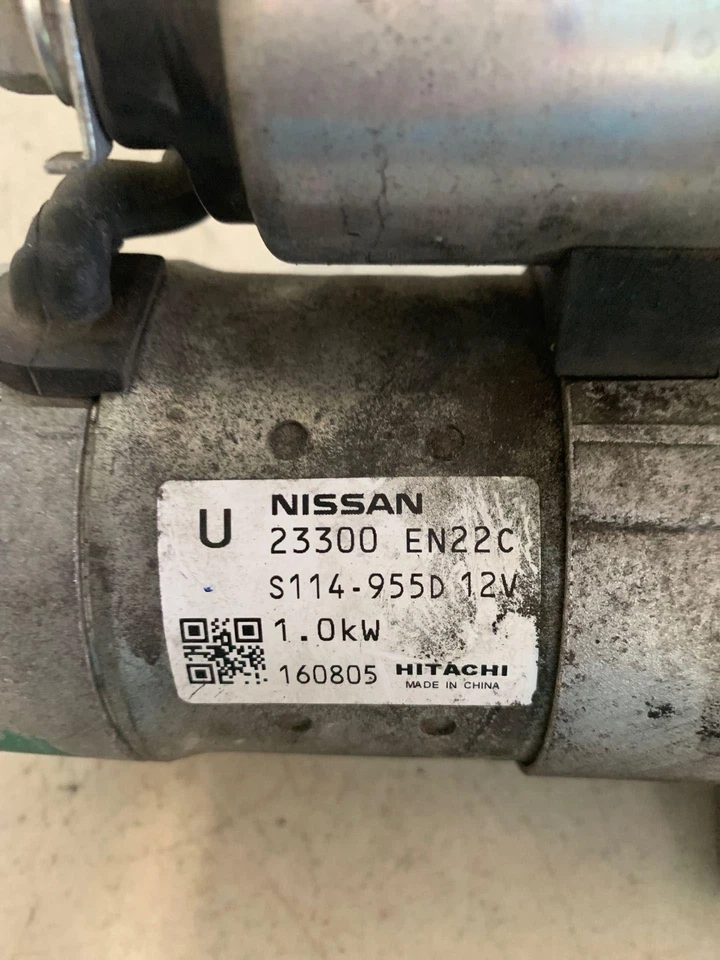 U NISSAN
23300 EN22C
S114-955D 12V
1.0kW
160805 HITACHI
MADE IN CHINA